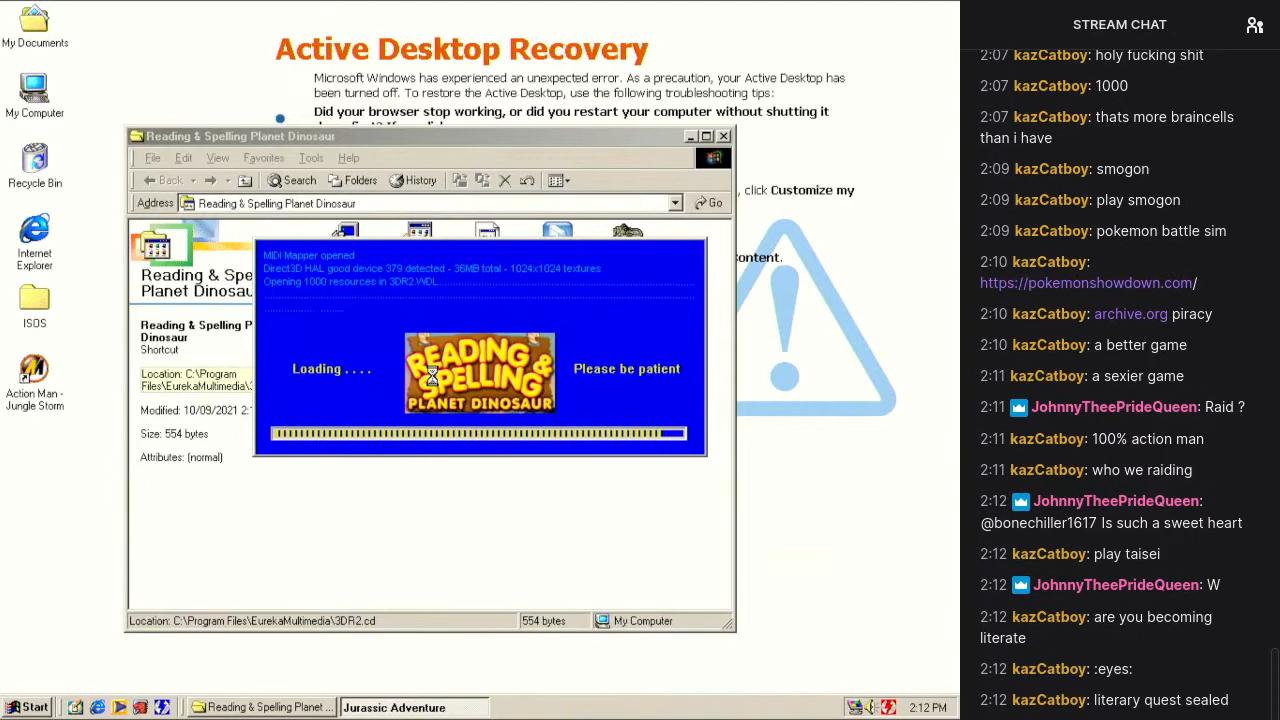 My Documents
My Computer
Recycle Bin
Internet
Explorer
ISOS
Action Man -
Jungle Storm
Active Desktop Recovery
Microsoft Windows has experienced an unexpected error. As a precaution, your Active Desktop has
been turned off. To restore the Active Desktop, use the following troubleshooting tips:
Did your browser stop working, or did you restart your computer without shutting it
, click Customize my
Content.
Reading & Spelling Planet Dinosaur
File Edit View Favorites Tools Help
Back Search Folders History
Address Reading & Spelling Planet Dinosaur Go
Reading & Spe
Planet Dinosau
Reading & Spelling P
Dinosaur
Shortcut
Location: C:\Program
Files\EurekaMultimedia\3
Modified: 10/09/2021 2:1
Size: 554 bytes
Attributes: (normal)
MIDI Mapper opened
Direct3D HAL good device 379 detected - 36MB total - 1024x1024 textures
Opening 1000 resources in 3DR2.WDL
Loading . . . .
READING &
SPELLING
PLANET DINOSAUR
Please be patient
Location: C:\Program Files\EurekaMultimedia\3DR2.cd 554 bytes My Computer
Start Reading & Spelling Planet ... Jurassic Adventure 2:12 PM
STREAM CHAT
2:07 kazCatboy: holy fucking shit
2:07 kazCatboy: 1000
2:07 kazCatboy: thats more braincells
than i have
2:09 kazCatboy: smogon
2:09 kazCatboy: play smogon
2:09 kazCatboy: pokemon battle sim
2:10 kazCatboy:
https://pokemonshowdown.com/
2:10 kazCatboy: archive.org piracy
2:10 kazCatboy: a better game
2:11 kazCatboy: a sexier game
2:11 JohnnyTheePrideQueen: Raid ?
2:11 kazCatboy: 100% action man
2:11 kazCatboy: who we raiding
2:12 JohnnyTheePrideQueen:
@bonechiller1617 Is such a sweet heart
2:12 kazCatboy: play taisei
2:12 JohnnyTheePrideQueen: W
2:12 kazCatboy: are you becoming
literate
2:12 kazCatboy: :eyes:
2:12 kazCatboy: literary quest sealed